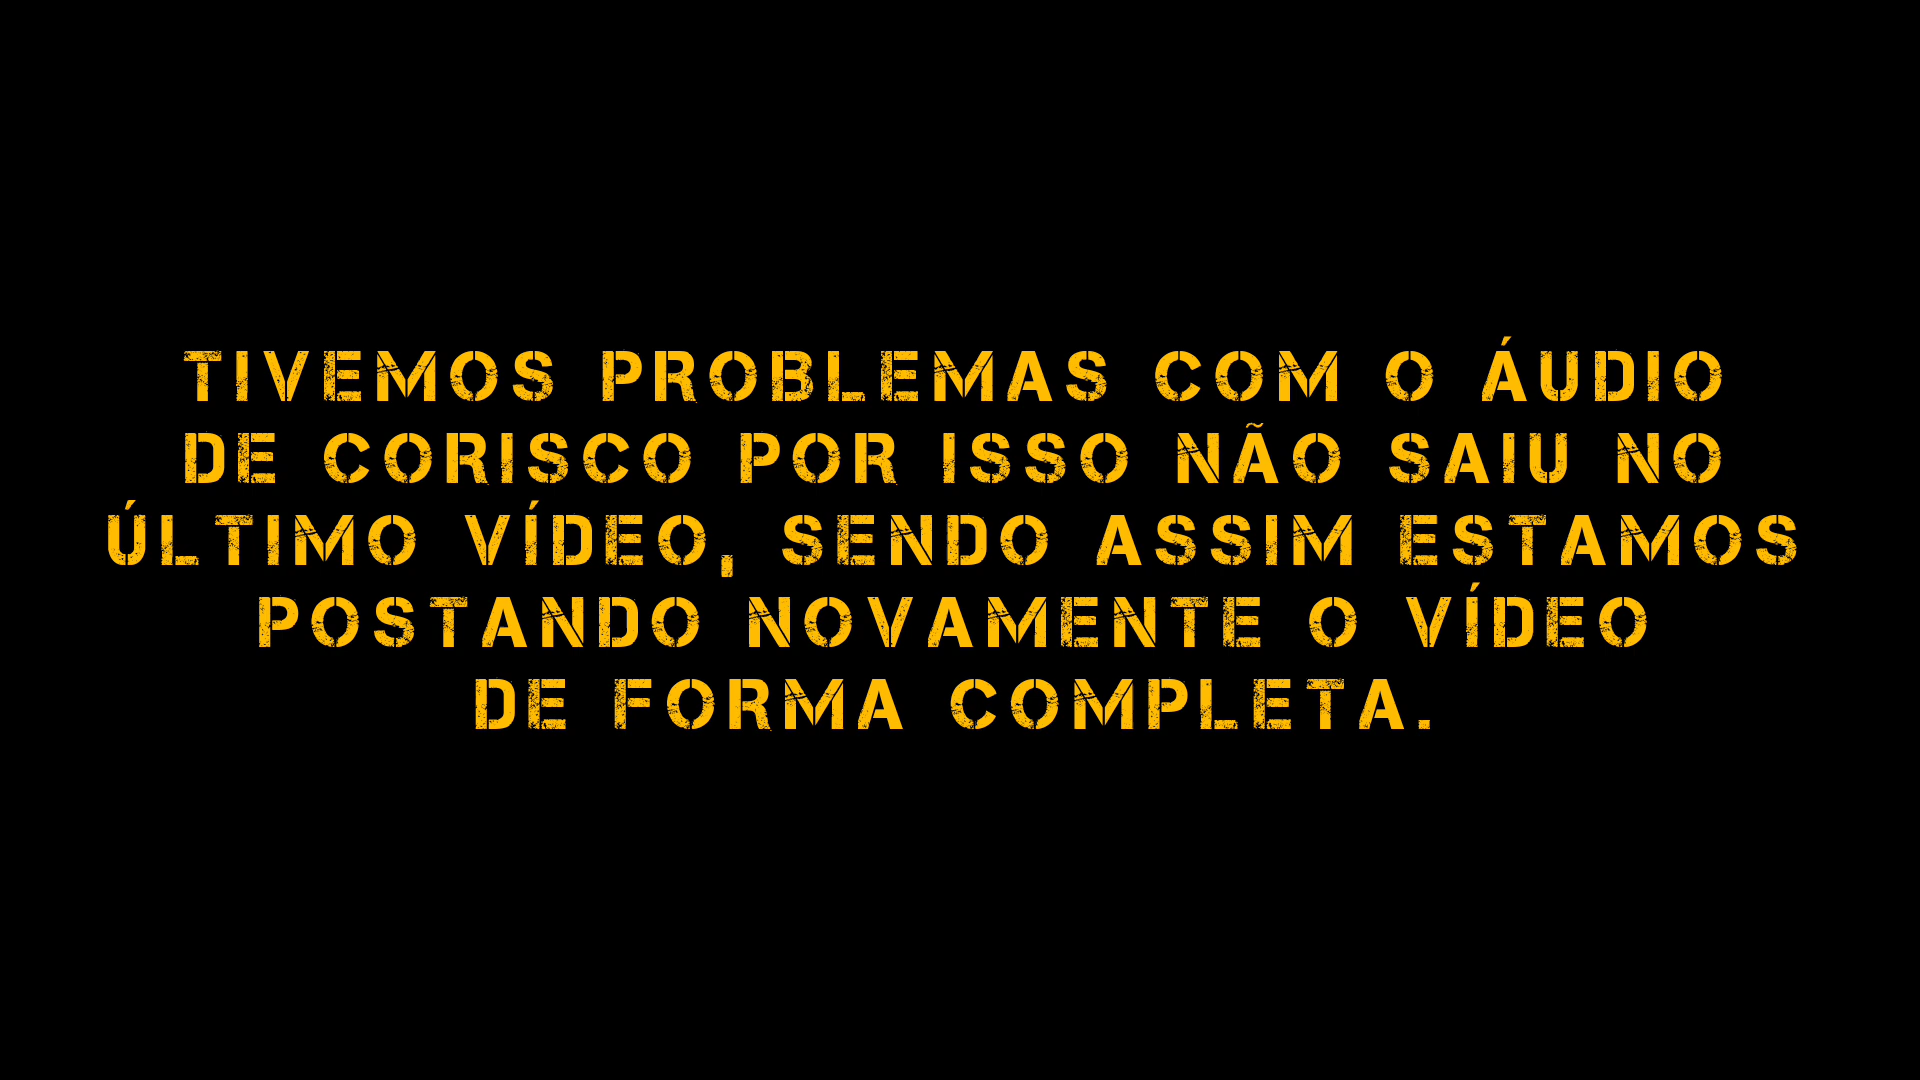 TIVEMOS PROBLEMAS COM O ÁUDIO
DE CORISCO POR ISSO NÃO SAIU NO
ÚLTIMO VÍDEO, SENDO ASSIM ESTAMOS
POSTANDO NOVAMENTE O VÍDEO
DE FORMA COMPLETA.